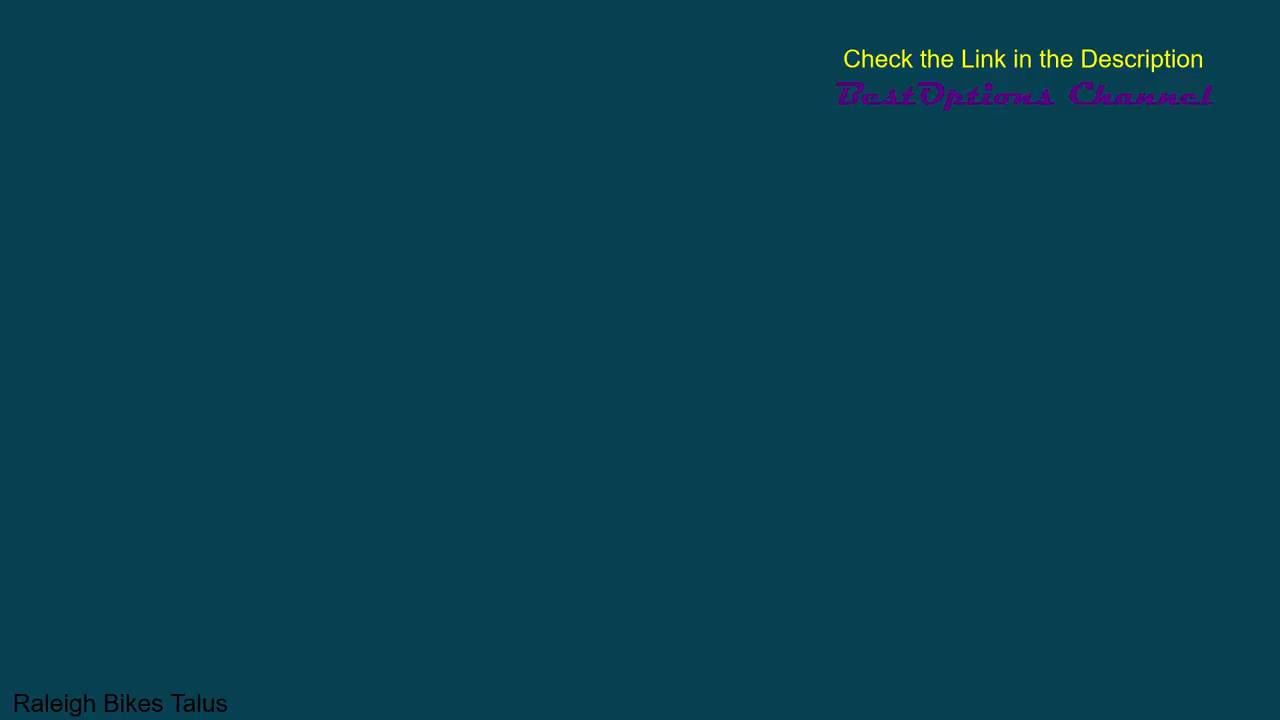 Check the Link in the Description
BestOptions Channel
Raleigh Bikes Talus